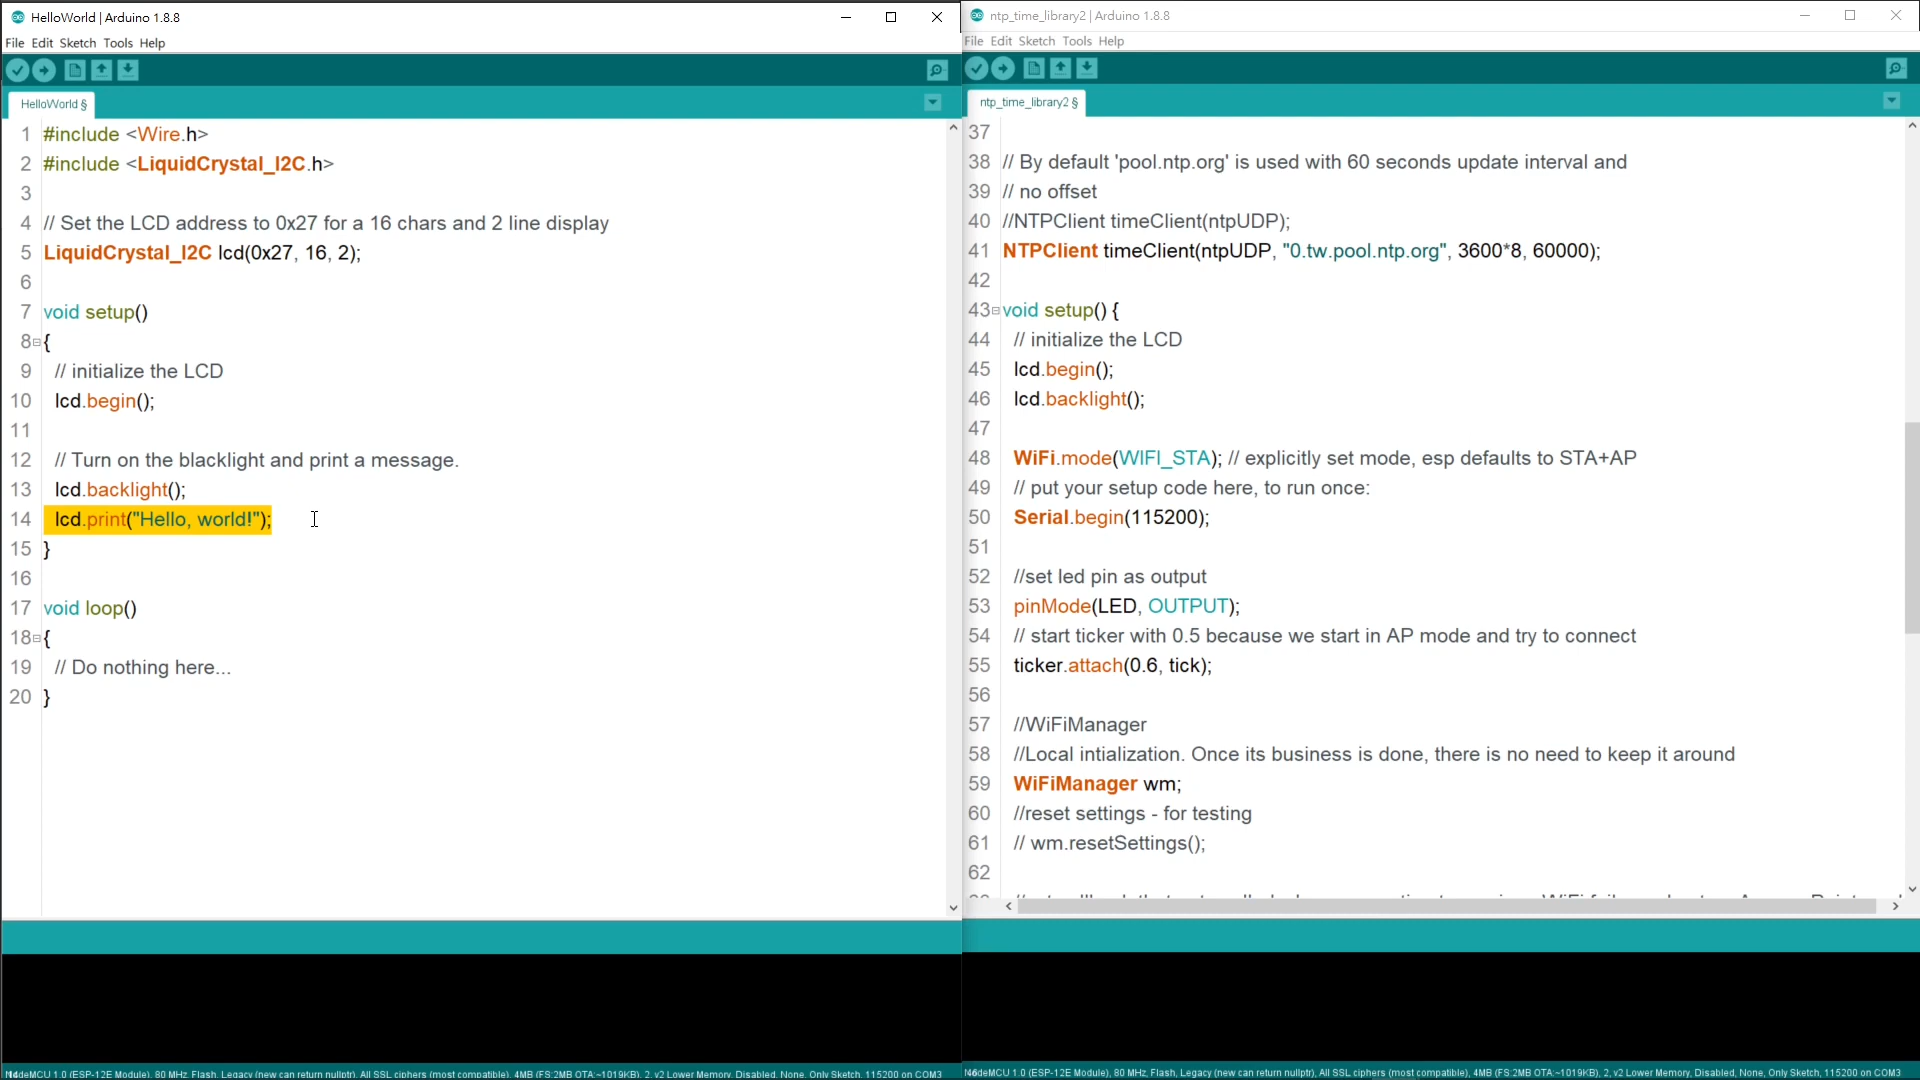 HelloWorld | Arduino 1.8.8
File Edit Sketch Tools Help
HelloWorld §
1 #include <Wire.h>
2 #include <LiquidCrystal_I2C.h>
3
4 // Set the LCD address to 0x27 for a 16 chars and 2 line display
5 LiquidCrystal_I2C lcd(0x27, 16, 2);
6
7 void setup()
8 {
9 // initialize the LCD
10 lcd.begin();
11
12 // Turn on the blacklight and print a message.
13 lcd.backlight();
14 lcd.print("Hello, world!");
15 }
16
17 void loop()
18 {
19 // Do nothing here...
20 }
NodeMCU 1.0 (ESP-12E Module), 80 MHz, Flash, Legacy (new can return nullptr), All SSL ciphers (most compatible), 4MB (FS:2MB OTA:~1019KB), 2, v2 Lower Memory, Disabled, None, Only Sketch, 115200 on COM3
ntp_time_library2 | Arduino 1.8.8
File Edit Sketch Tools Help
ntp_time_library2 §
37
38 // By default 'pool.ntp.org' is used with 60 seconds update interval and
39 // no offset
40 //NTPClient timeClient(ntpUDP);
41 NTPClient timeClient(ntpUDP, "0.tw.pool.ntp.org", 3600*8, 60000);
42
43 void setup() {
44 // initialize the LCD
45 lcd.begin();
46 lcd.backlight();
47
48 WiFi.mode(WIFI_STA); // explicitly set mode, esp defaults to STA+AP
49 // put your setup code here, to run once:
50 Serial.begin(115200);
51
52 //set led pin as output
53 pinMode(LED, OUTPUT);
54 // start ticker with 0.5 because we start in AP mode and try to connect
55 ticker.attach(0.6, tick);
56
57 //WiFiManager
58 //Local intialization. Once its business is done, there is no need to keep it around
59 WiFiManager wm;
60 //reset settings - for testing
61 // wm.resetSettings();
62
NodeMCU 1.0 (ESP-12E Module), 80 MHz, Flash, Legacy (new can return nullptr), All SSL ciphers (most compatible), 4MB (FS:2MB OTA:~1019KB), 2, v2 Lower Memory, Disabled, None, Only Sketch, 115200 on COM3